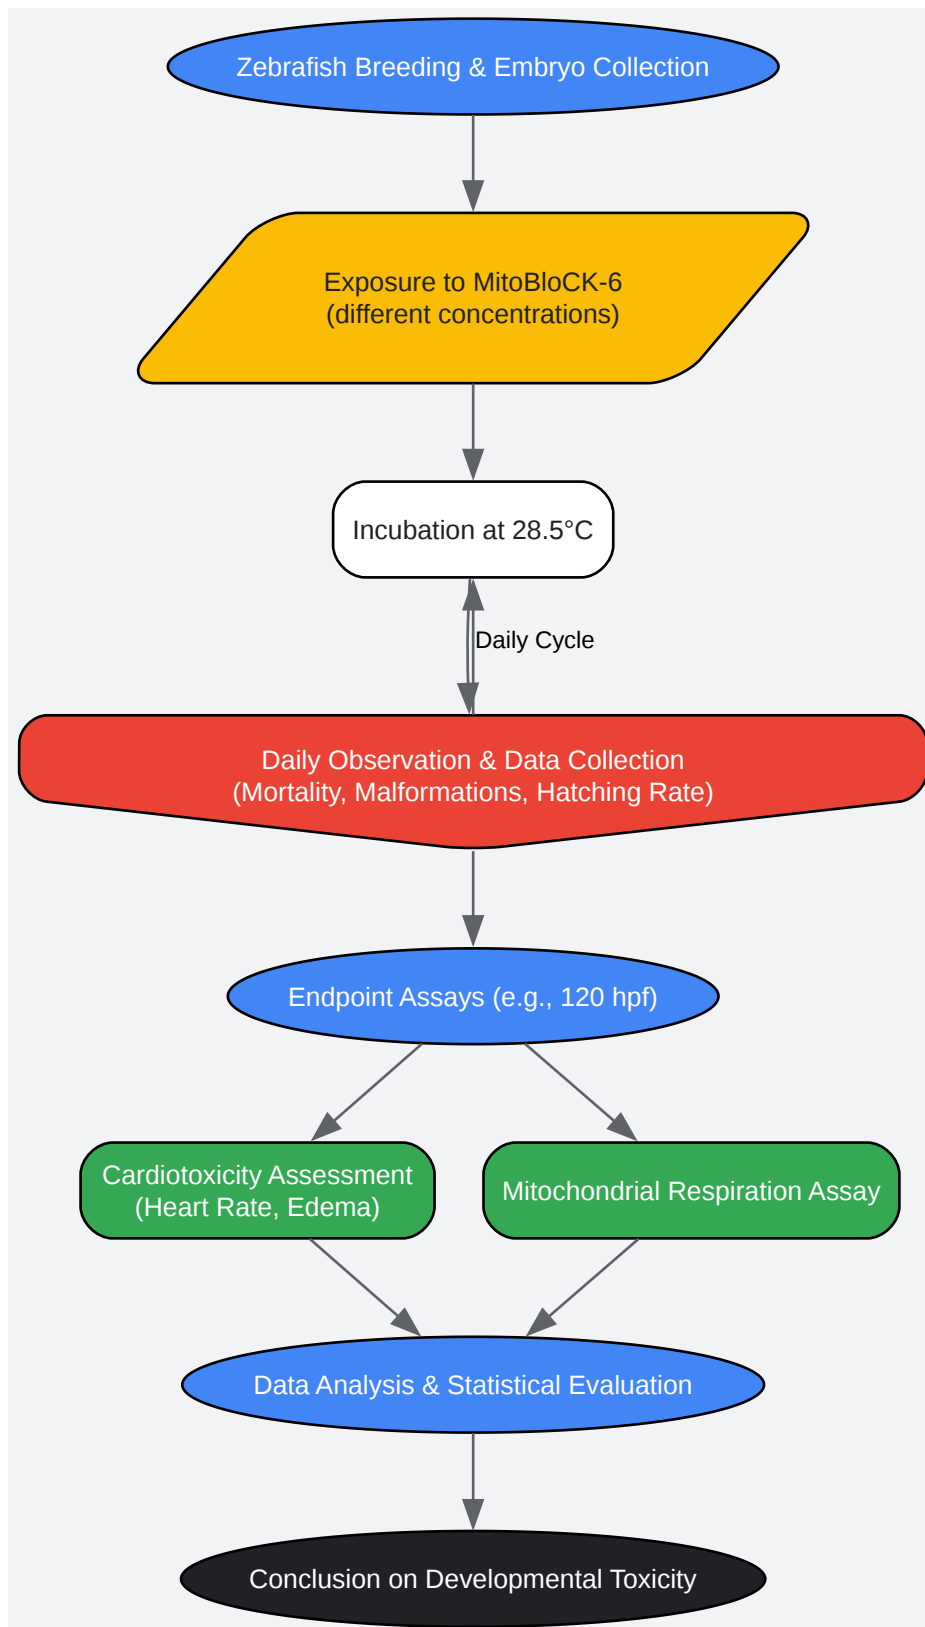 Zebrafish Breeding & Embryo Collection
Exposure to MitoBloCK-6
(different concentrations)
Incubation at 28.5°C
Daily Cycle
Daily Observation & Data Collection
(Mortality, Malformations, Hatching Rate)
Endpoint Assays (e.g., 120 hpf)
Cardiotoxicity Assessment
(Heart Rate, Edema)
Mitochondrial Respiration Assay
Data Analysis & Statistical Evaluation
Conclusion on Developmental Toxicity